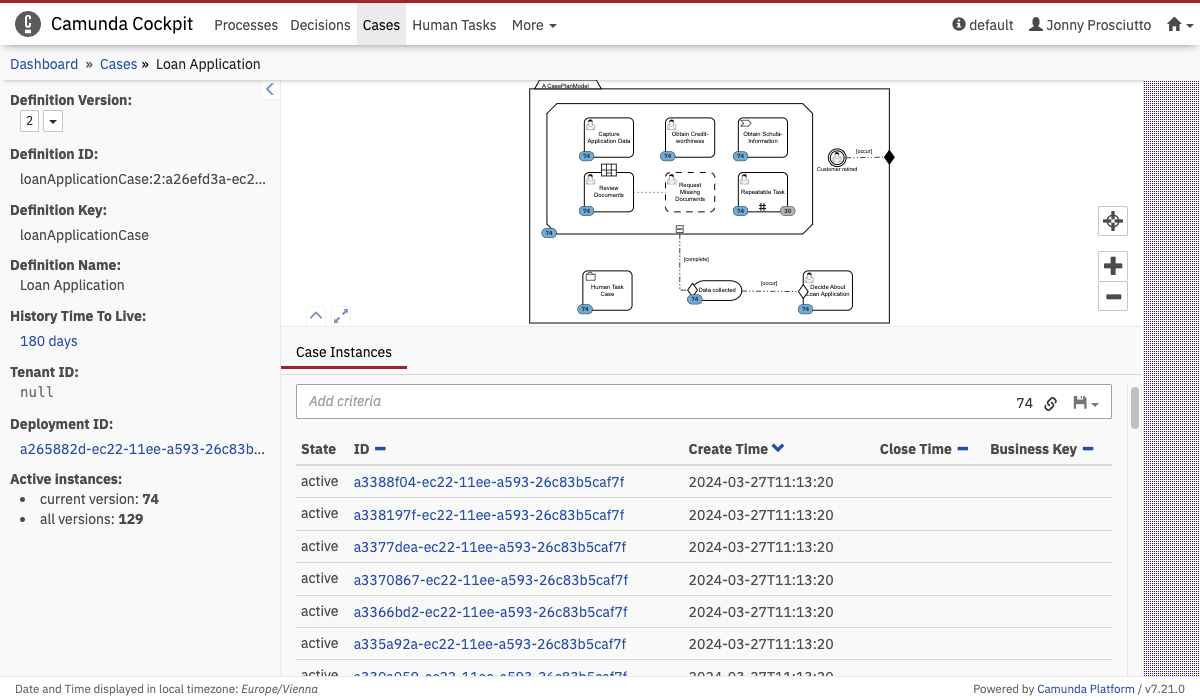 Camunda Cockpit Processes Decisions Cases Human Tasks More default Jonny Prosciutto
Dashboard » Cases » Loan Application
Definition Version:
2
Definition ID:
loanApplicationCase:2:a26efd3a-ec2...
Definition Key:
loanApplicationCase
Definition Name:
Loan Application
History Time To Live:
180 days
Tenant ID:
null
Deployment ID:
a265882d-ec22-11ee-a593-26c83b...
Active instances:
current version: 74
all versions: 129
A CasePlanModel
Capture
Application Data
74
Obtain Credit-
worthiness
74
Obtain Schufa-
Information
74
[occur]
Customer retired
Review
Documents
74
Request
Missing
Documents
Repeatable Task
74
30
74
[complete]
Human Task
Case
74
Data collected
74
[occur]
Decide About
Loan Application
74
Case Instances
Add criteria 74
State ID Create Time Close Time Business Key
active a3388f04-ec22-11ee-a593-26c83b5caf7f 2024-03-27T11:13:20
active a338197f-ec22-11ee-a593-26c83b5caf7f 2024-03-27T11:13:20
active a3377dea-ec22-11ee-a593-26c83b5caf7f 2024-03-27T11:13:20
active a3370867-ec22-11ee-a593-26c83b5caf7f 2024-03-27T11:13:20
active a3366bd2-ec22-11ee-a593-26c83b5caf7f 2024-03-27T11:13:20
active a335a92a-ec22-11ee-a593-26c83b5caf7f 2024-03-27T11:13:20
active
Date and Time displayed in local timezone: Europe/Vienna
Powered by Camunda Platform / v7.21.0